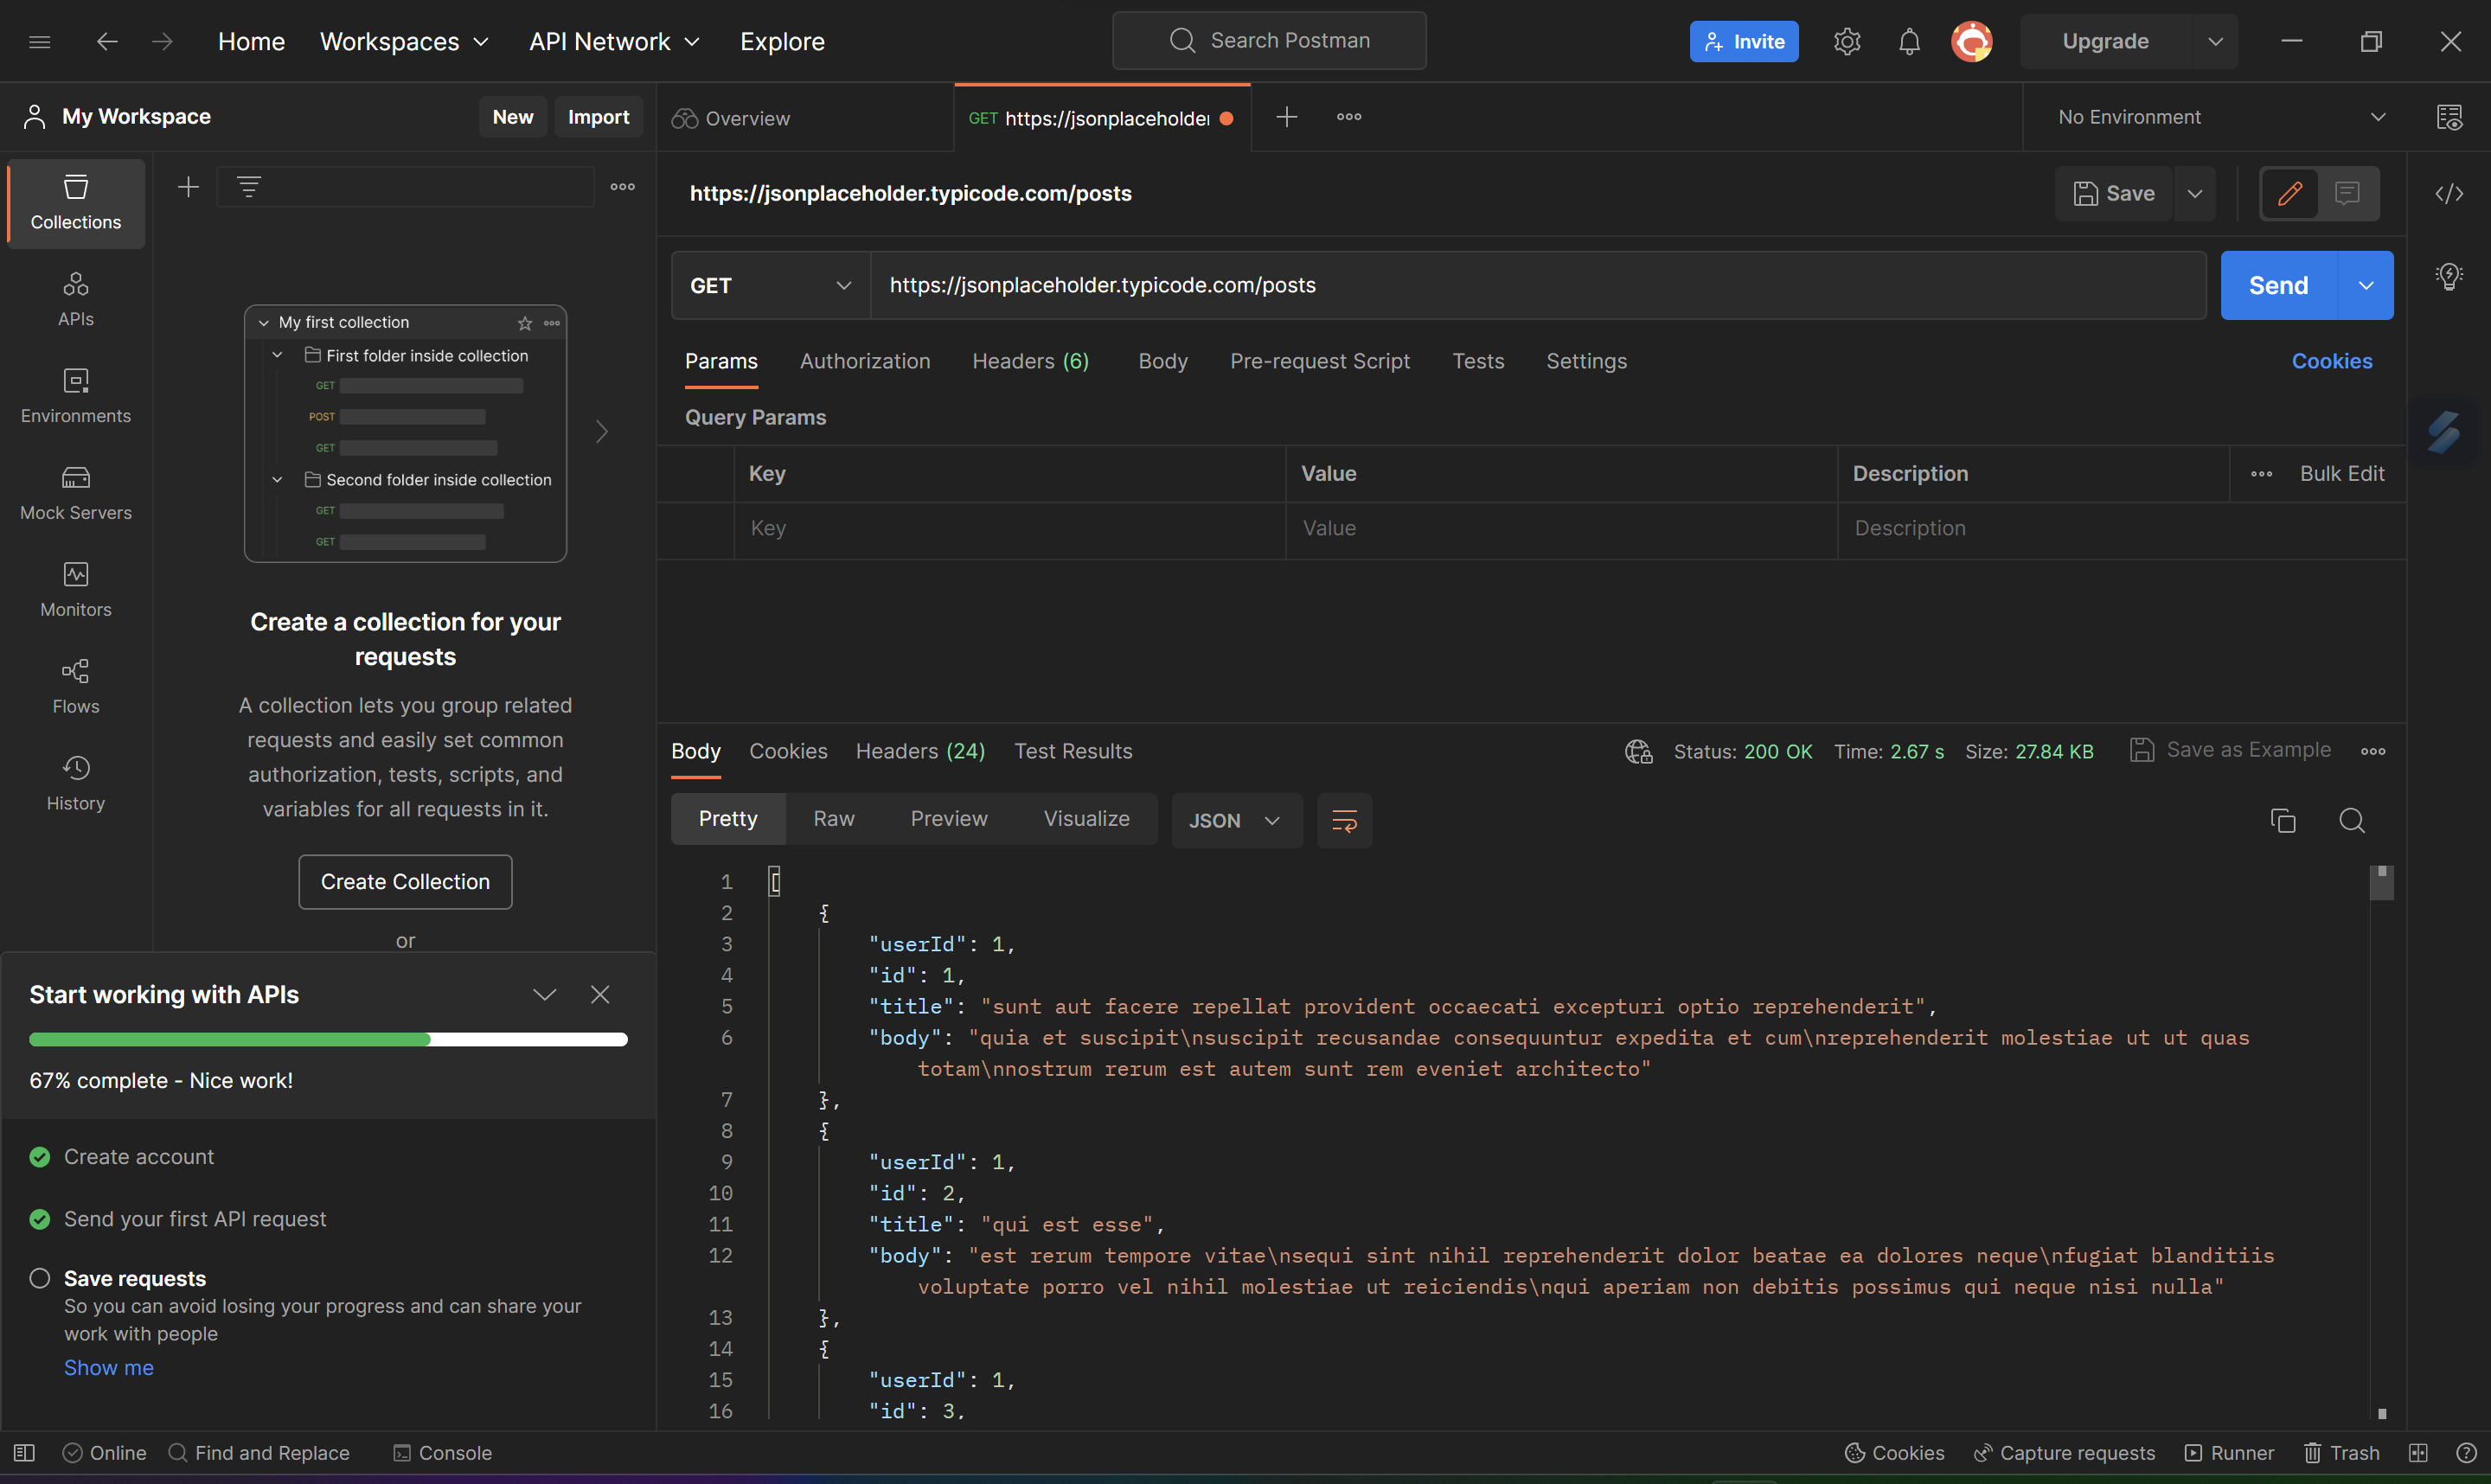 Home Workspaces API Network Explore Search Postman Invite Upgrade
My Workspace New Import Overview GET https://jsonplaceholder No Environment
Collections
APIs
Environments
Mock Servers
Monitors
Flows
History
My first collection
First folder inside collection
GET
POST
GET
Second folder inside collection
GET
GET
Create a collection for your
requests
A collection lets you group related
requests and easily set common
authorization, tests, scripts, and
variables for all requests in it.
Create Collection
or
Start working with APIs
67% complete - Nice work!
Create account
Send your first API request
Save requests
So you can avoid losing your progress and can share your
work with people
Show me
https://jsonplaceholder.typicode.com/posts Save
GET https://jsonplaceholder.typicode.com/posts Send
Params Authorization Headers (6) Body Pre-request Script Tests Settings Cookies
Query Params
Key Value Description Bulk Edit
Key Value Description
Body Cookies Headers (24) Test Results Status: 200 OK Time: 2.67 s Size: 27.84 KB Save as Example
Pretty Raw Preview Visualize JSON
1 [
2 {
3 "userId": 1,
4 "id": 1,
5 "title": "sunt aut facere repellat provident occaecati excepturi optio reprehenderit",
6 "body": "quia et suscipit\nsuscipit recusandae consequuntur expedita et cum\nreprehenderit molestiae ut ut quas
totam\nnostrum rerum est autem sunt rem eveniet architecto"
7 },
8 {
9 "userId": 1,
10 "id": 2,
11 "title": "qui est esse",
12 "body": "est rerum tempore vitae\nsequi sint nihil reprehenderit dolor beatae ea dolores neque\nfugiat blanditiis
voluptate porro vel nihil molestiae ut reiciendis\nqui aperiam non debitis possimus qui neque nisi nulla"
13 },
14 {
15 "userId": 1,
16 "id": 3,
Online Find and Replace Console Cookies Capture requests Runner Trash